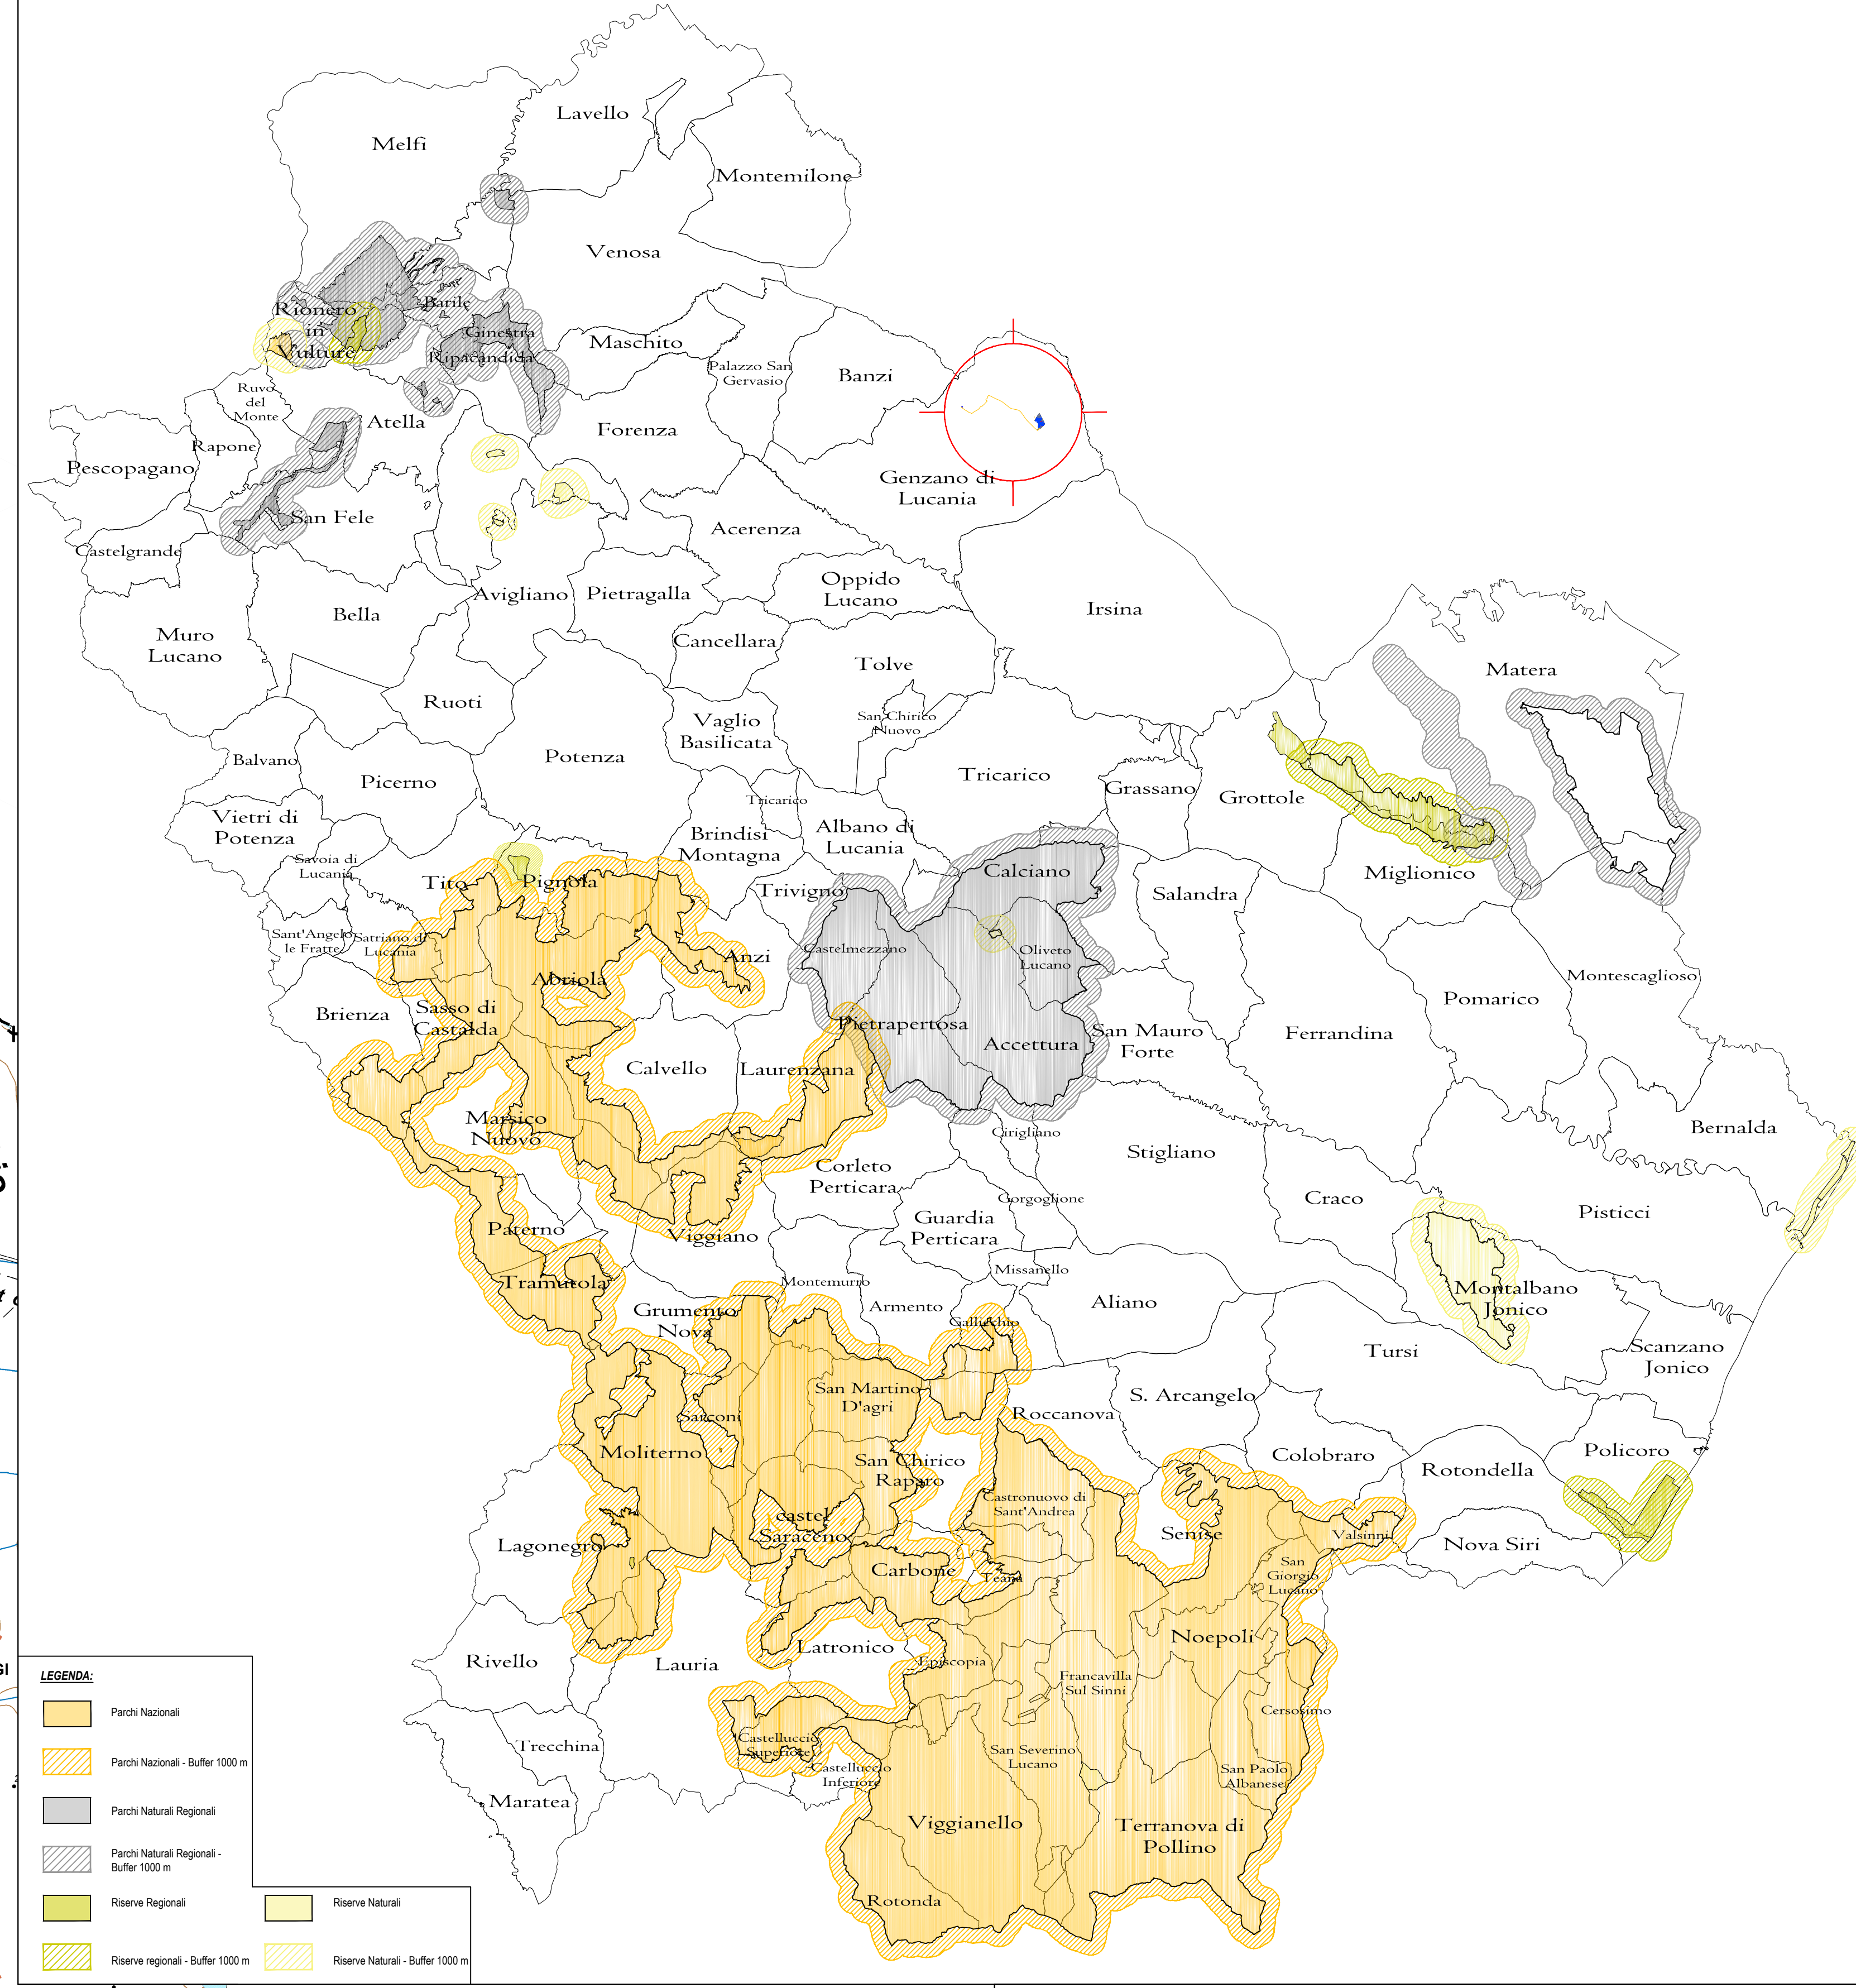 Lavello
Melfi
Montemilone
Venosa
Barile
Rionero
in
Vulture
Ginestra
Ripacandida
Maschito
Palazzo San
Gervasio
Banzi
Ruvo
del
Monte
Atella
Forenza
Rapone
Pescopagano
Genzano di
Lucania
San Fele
Acerenza
Castelgrande
Oppido
Lucano
Avigliano
Pietragalla
Irsina
Bella
Muro
Lucano
Cancellara
Tolve
Matera
Ruoti
Vaglio
Basilicata
San Chirico
Nuovo
Balvano
Potenza
Picerno
Tricarico
Grassano
Grottole
Tricarico
Vietri di
Potenza
Brindisi
Montagna
Albano di
Lucania
Savoia di
Lucania
Tito
Pignola
Calciano
Miglionico
Trivigno
Salandra
Sant'Angelo
le Fratte
Satriano di
Lucania
Castelmezzano
Oliveto
Lucano
Anzi
Abriola
Montescaglioso
Pomarico
Brienza
Sasso di
Castalda
Pietrapertosa
Accettura
San Mauro
Forte
Ferrandina
Calvello
Laurenzana
Marsico
Nuovo
Cirigliano
Bernalda
Stigliano
Corleto
Perticara
Gorgoglione
Craco
Pisticci
Guardia
Perticara
Paterno
Viggiano
Missanello
Tramutola
Montemurro
Armento
Aliano
Montalbano
Jonico
Grumento
Nova
Gallicchio
Tursi
Scanzano
Jonico
San Martino
D'agri
Sarconi
Roccanova
S. Arcangelo
Moliterno
San Chirico
Raparo
Colobraro
Policoro
Rotondella
Castronuovo di
Sant'Andrea
castel
Saraceno
Senise
Valsinni
Lagonegro
Nova Siri
Carbone
Teana
San
Giorgio
Lucano
Noepoli
Latronico
Rivello
Lauria
Episcopia
Francavilla
Sul Sinni
Cersosimo
Trecchina
Castelluccio
Superiore
San Severino
Lucano
Castelluccio
Inferiore
San Paolo
Albanese
Maratea
Viggianello
Terranova di
Pollino
Rotonda
GI
LEGENDA:
Parchi Nazionali
Parchi Nazionali - Buffer 1000 m
Parchi Naturali Regionali
Parchi Naturali Regionali -
Buffer 1000 m
Riserve Regionali
Riserve Naturali
Riserve regionali - Buffer 1000 m
Riserve Naturali - Buffer 1000 m